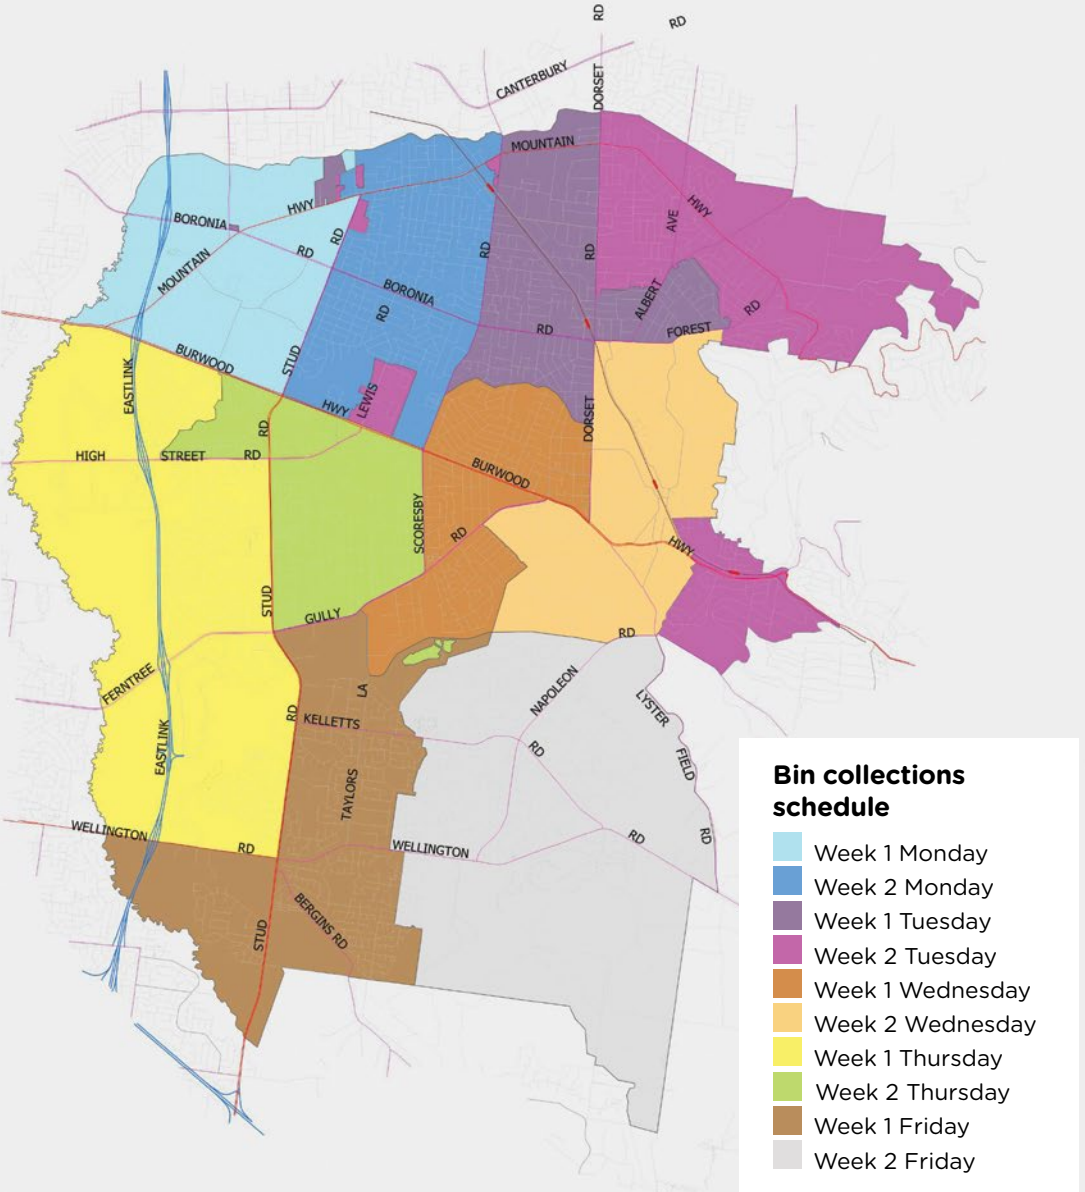 RD
RD
CANTERBURY
DORSET
MOUNTAIN
HWY
AVE
BORONIA
HWY
RD
RD
RD
RD
MOUNTAIN
BORONIA
RD
ALBERT
RD
RD
FOREST
BURWOOD
STUD
EASTLINK
LEWIS
HWY
DORSET
RD
HIGH
STREET
RD
BURWOOD
SCORESBY
RD
HWY
STUD
GULLY
RD
FERNTREE
LA
NAPOLEON
LYSTER
RD
KELLETTS
EASTLINK
RD
FIELD
TAYLORS
WELLINGTON
RD
WELLINGTON
RD
RD
BERGINS RD
STUD
Bin collections
schedule
Week 1 Monday
Week 2 Monday
Week 1 Tuesday
Week 2 Tuesday
Week 1 Wednesday
Week 2 Wednesday
Week 1 Thursday
Week 2 Thursday
Week 1 Friday
Week 2 Friday